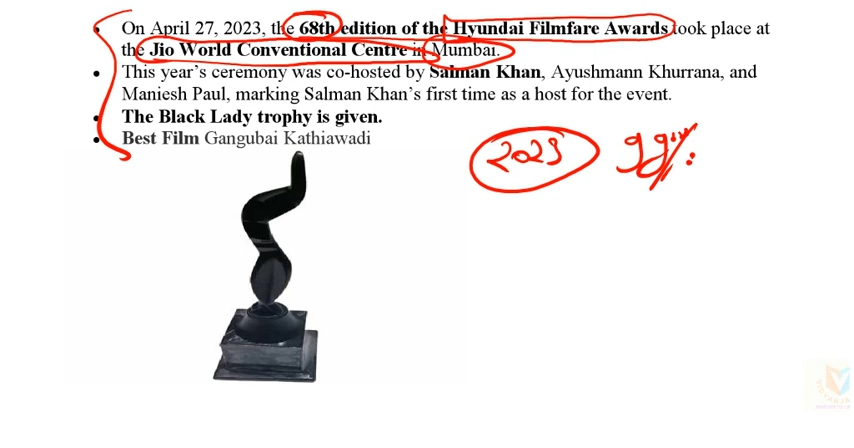 • On April 27, 2023, the 68th edition of the Hyundai Filmfare Awards took place at
the Jio World Conventional Centre in Mumbai.
• This year's ceremony was co-hosted by Salman Khan, Ayushmann Khurrana, and
Maniesh Paul, marking Salman Khan's first time as a host for the event.
• The Black Lady trophy is given.
• Best Film Gangubai Kathiawadi
2023